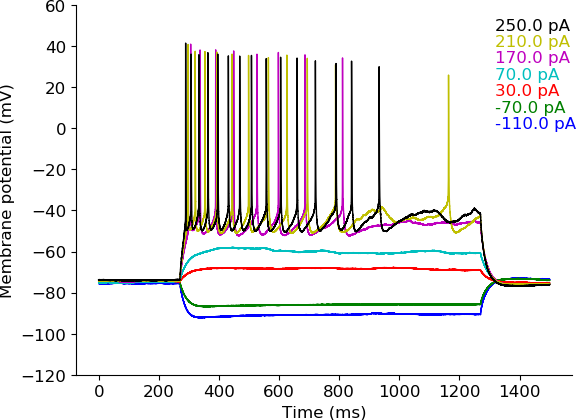 60
40
20
0
−20
−40
−60
−80
−100
−120
Membrane potential (mV)
250.0 pA
210.0 pA
170.0 pA
70.0 pA
30.0 pA
-70.0 pA
-110.0 pA
0 200 400 600 800 1000 1200 1400
Time (ms)